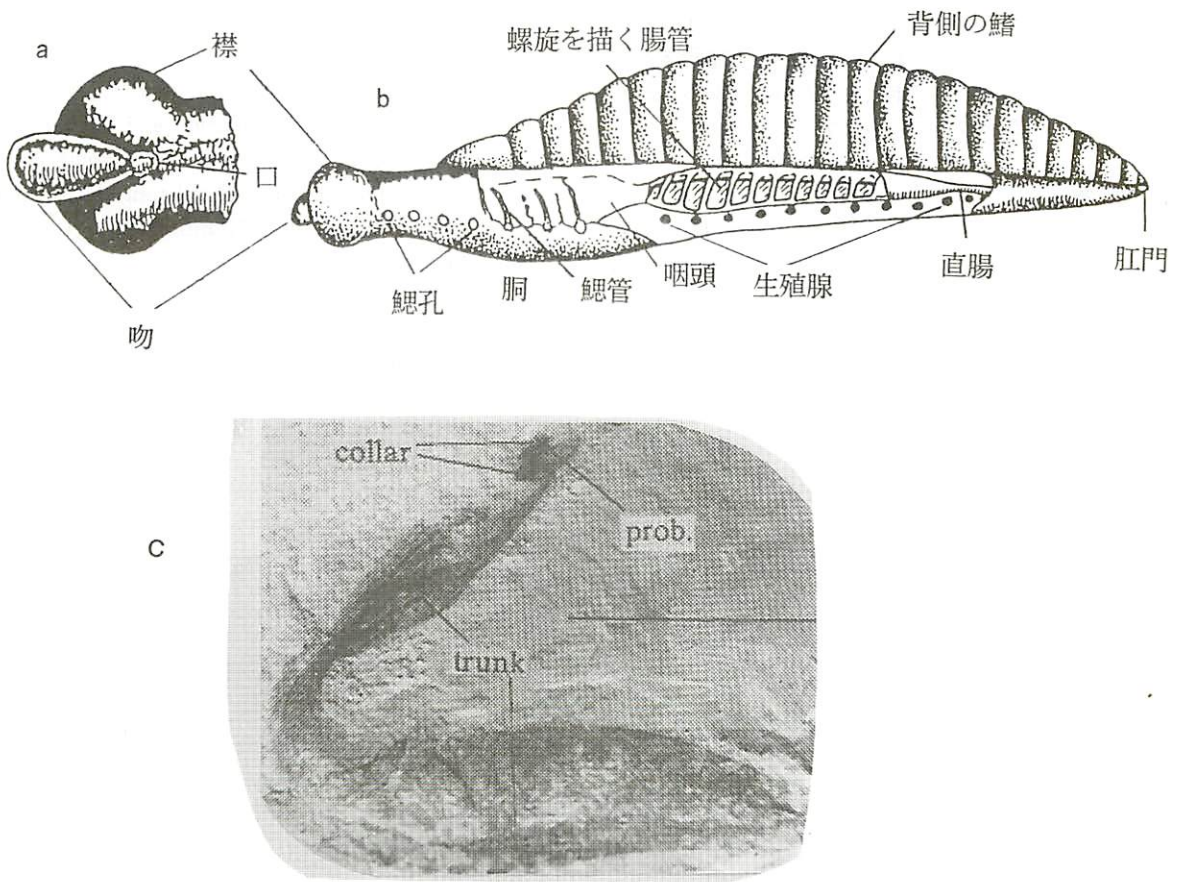 a
襟
口
吻
b
螺旋を描く腸管
背側の鰭
鰓孔
胴
鰓管
咽頭
生殖腺
直腸
肛門
C
collar
prob.
trunk